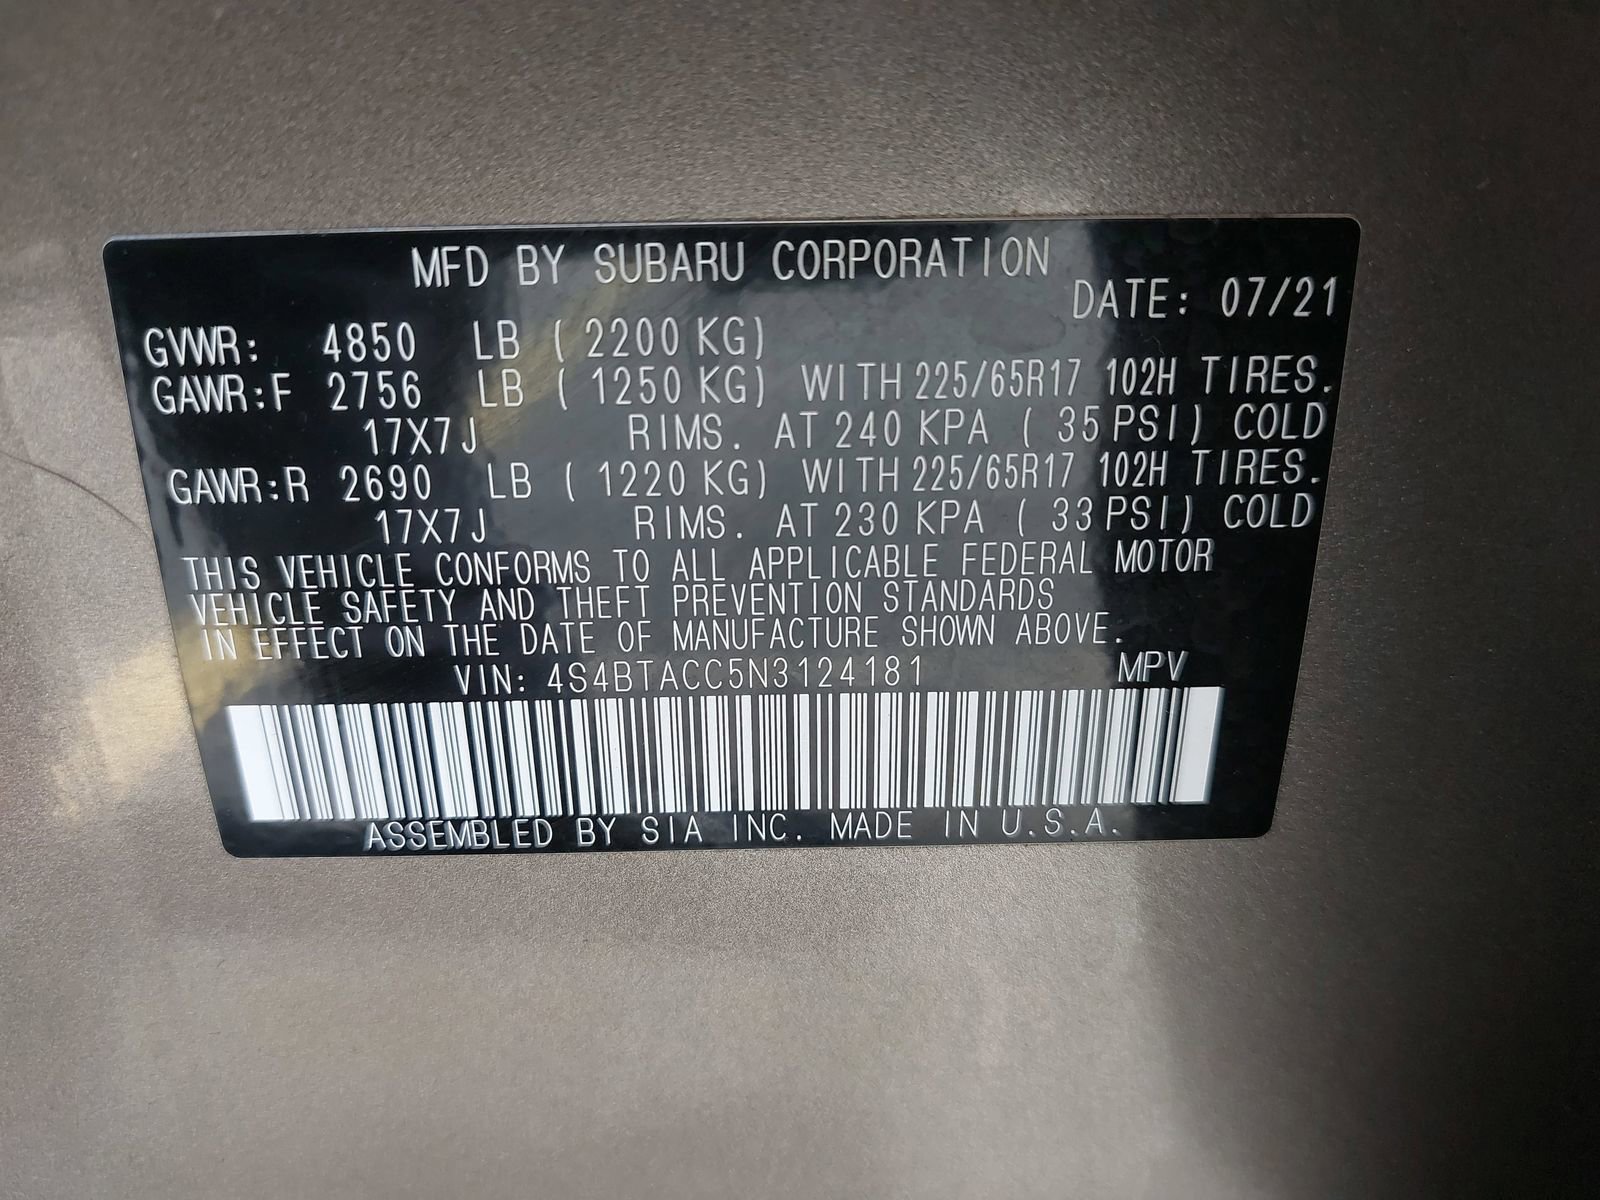 MFD BY SUBARU CORPORATION
DATE: 07/21
GVWR: 4850 LB ( 2200 KG)
GAWR:F 2756 LB ( 1250 KG) WITH 225/65R17 102H TIRES.
17X7J RIMS. AT 240 KPA ( 35 PSI) COLD
GAWR:R 2690 LB ( 1220 KG) WITH 225/65R17 102H TIRES.
17X7J RIMS. AT 230 KPA ( 33 PSI) COLD
THIS VEHICLE CONFORMS TO ALL APPLICABLE FEDERAL MOTOR
VEHICLE SAFETY AND THEFT PREVENTION STANDARDS
IN EFFECT ON THE DATE OF MANUFACTURE SHOWN ABOVE.
VIN: 4S4BTACC5N3124181 MPV
ASSEMBLED BY SIA INC. MADE IN U.S.A.